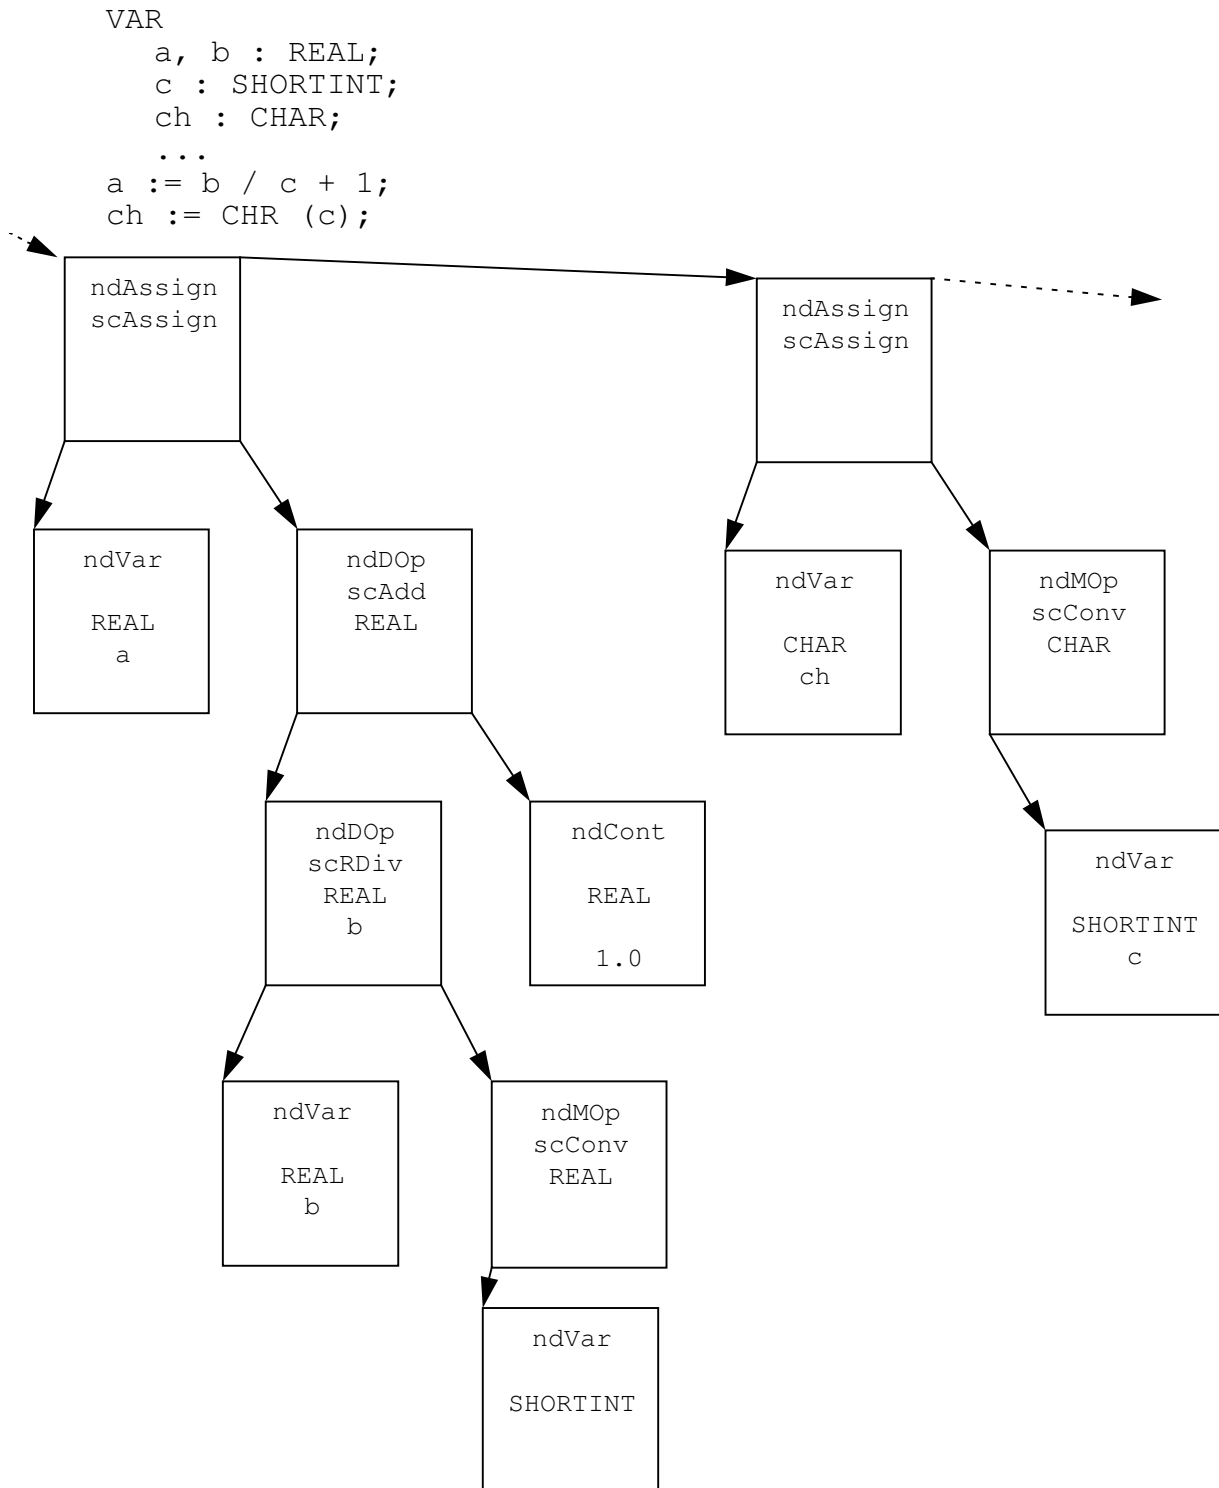 VAR
a, b : REAL;
c : SHORTINT;
ch : CHAR;
...
a := b / c + 1;
ch := CHR (c);
ndAssign
scAssign
ndAssign
scAssign
ndVar
REAL
a
ndDOp
scAdd
REAL
ndVar
CHAR
ch
ndMOp
scConv
CHAR
ndDOp
scRDiv
REAL
b
ndCont
REAL
1.0
ndVar
SHORTINT
c
ndVar
REAL
b
ndMOp
scConv
REAL
ndVar
SHORTINT